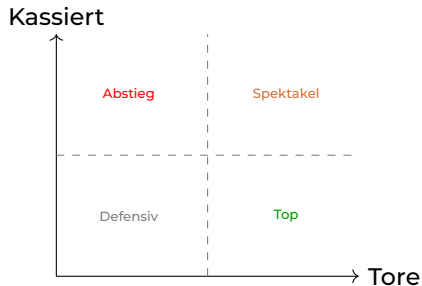 Kassiert
Abstieg
Spektakel
Defensiv
Top
Tore